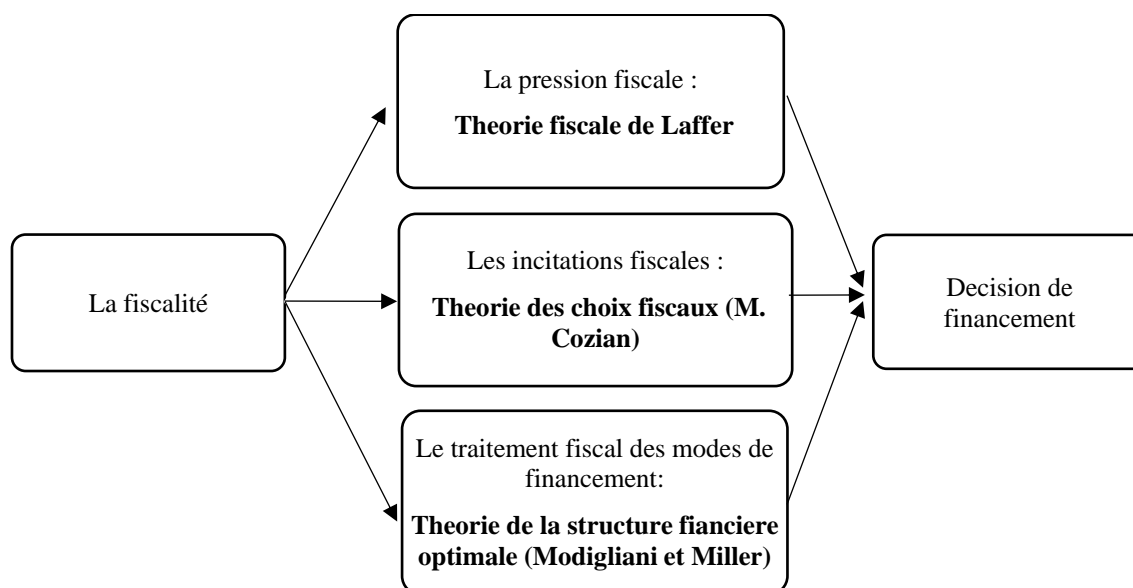 La pression fiscale :
Theorie fiscale de Laffer
La fiscalité
Les incitations fiscales :
Theorie des choix fiscaux (M.
Cozian)
Decision de
financement
Le traitement fiscal des modes de
financement:
Theorie de la structure fianciere
optimale (Modigliani et Miller)